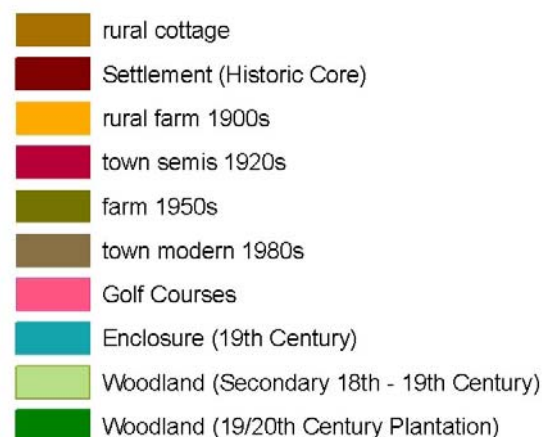 rural cottage
Settlement (Historic Core)
rural farm 1900s
town semis 1920s
farm 1950s
town modern 1980s
Golf Courses
Enclosure (19th Century)
Woodland (Secondary 18th - 19th Century)
Woodland (19/20th Century Plantation)